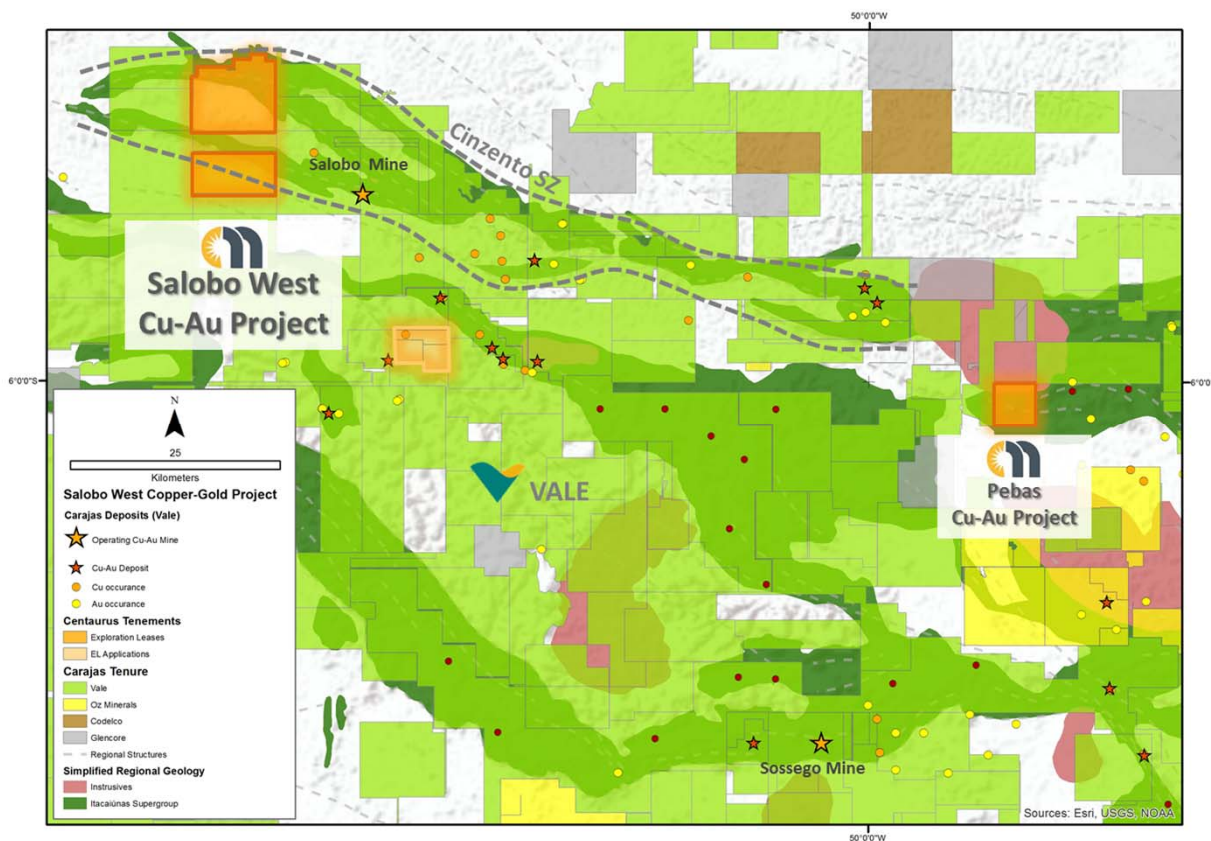 50°0'0"W
Cinzento SZ
Salobo Mine
Salobo West
Cu-Au Project
6°0'0"S
6°0'0
N
25
Kilometers
Salobo West Copper-Gold Project
Carajas Deposits (Vale)
Operating Cu-Au Mine
Cu-Au Deposit
Cu occurance
Au occurance
Centaurus Tenements
Exploration Leases
EL Applications
Carajas Tenure
Vale
Oz Minerals
Codelco
Glencore
Regional Structures
Simplified Regional Geology
Instrusives
Itacaiúnas Supergroup
VALE
Pebas
Cu-Au Project
Sossego Mine
Sources: Esri, USGS, NOAA
50°0'0"W